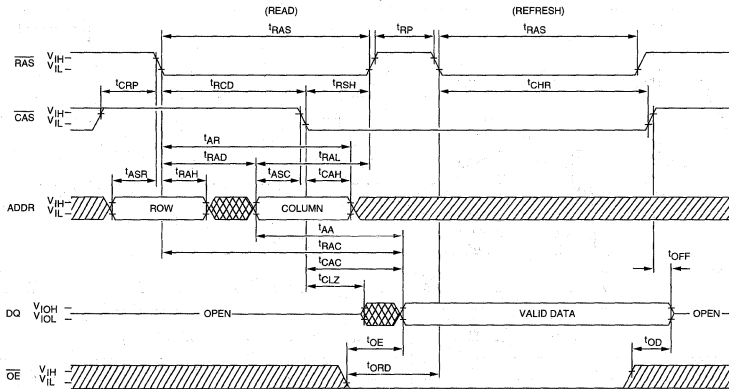 (READ) (REFRESH)
tRAS tRP tRAS
RAS VIH VIL
tCRP tRCD tRSH tCHR
CAS VIH VIL
tAR
tRAD tRAL
tASR tRAH tASC tCAH
ADDR VIH VIL ROW COLUMN
tAA
tRAC
tCAC tOFF
tCLZ
DQ VIOH VIOL OPEN VALID DATA OPEN
tOE tOD
tORD
OE VIH VIL